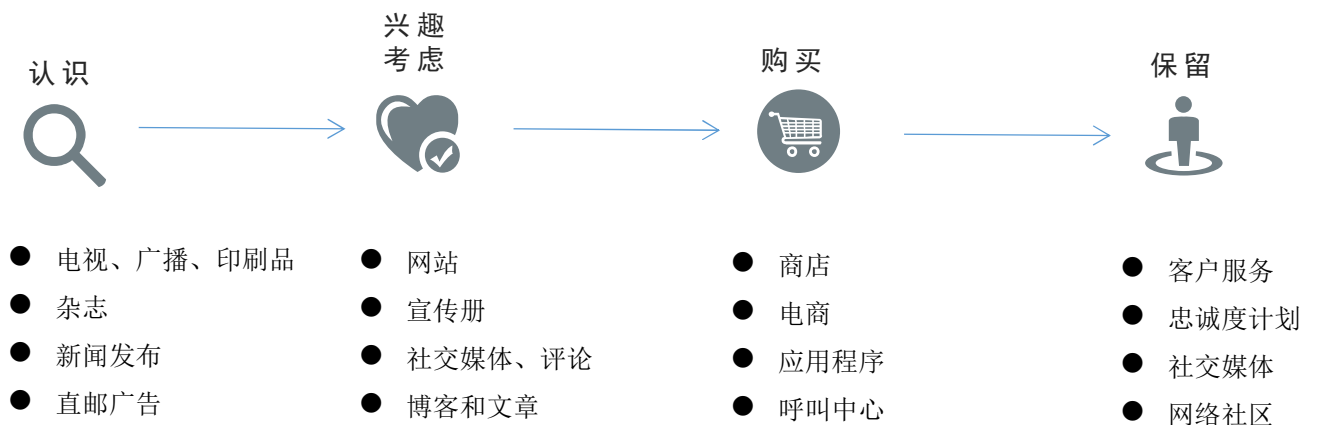 认识
电视、广播、印刷品
杂志
新闻发布
直邮广告
兴趣
考虑
网站
宣传册
社交媒体、评论
博客和文章
购买
商店
电商
应用程序
呼叫中心
保留
客户服务
忠诚度计划
社交媒体
网络社区